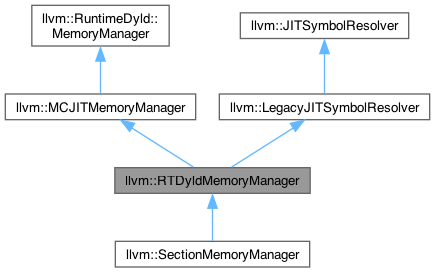 llvm::RuntimeDyld::
MemoryManager
llvm::JITSymbolResolver
llvm::MCJITMemoryManager
llvm::LegacyJITSymbolResolver
llvm::RTDyldMemoryManager
llvm::SectionMemoryManager